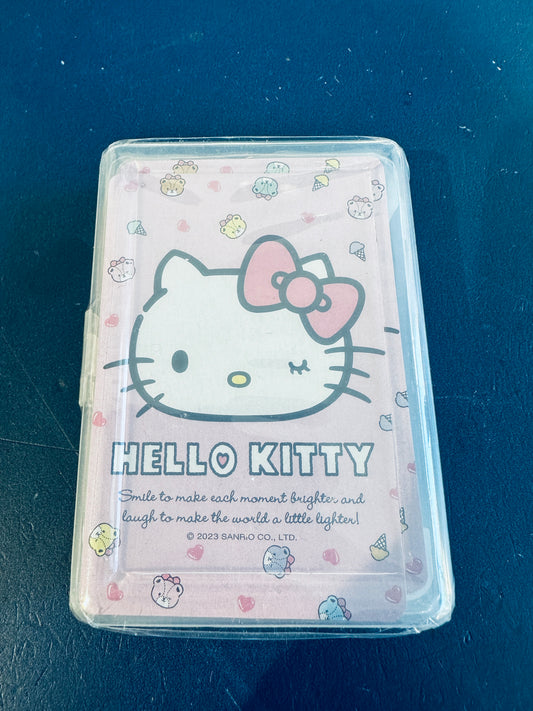 HELLO KITTY
Smile to make each moment brighter and
laugh to make the world a little lighter!
© 2023 SANRIO CO., LTD.